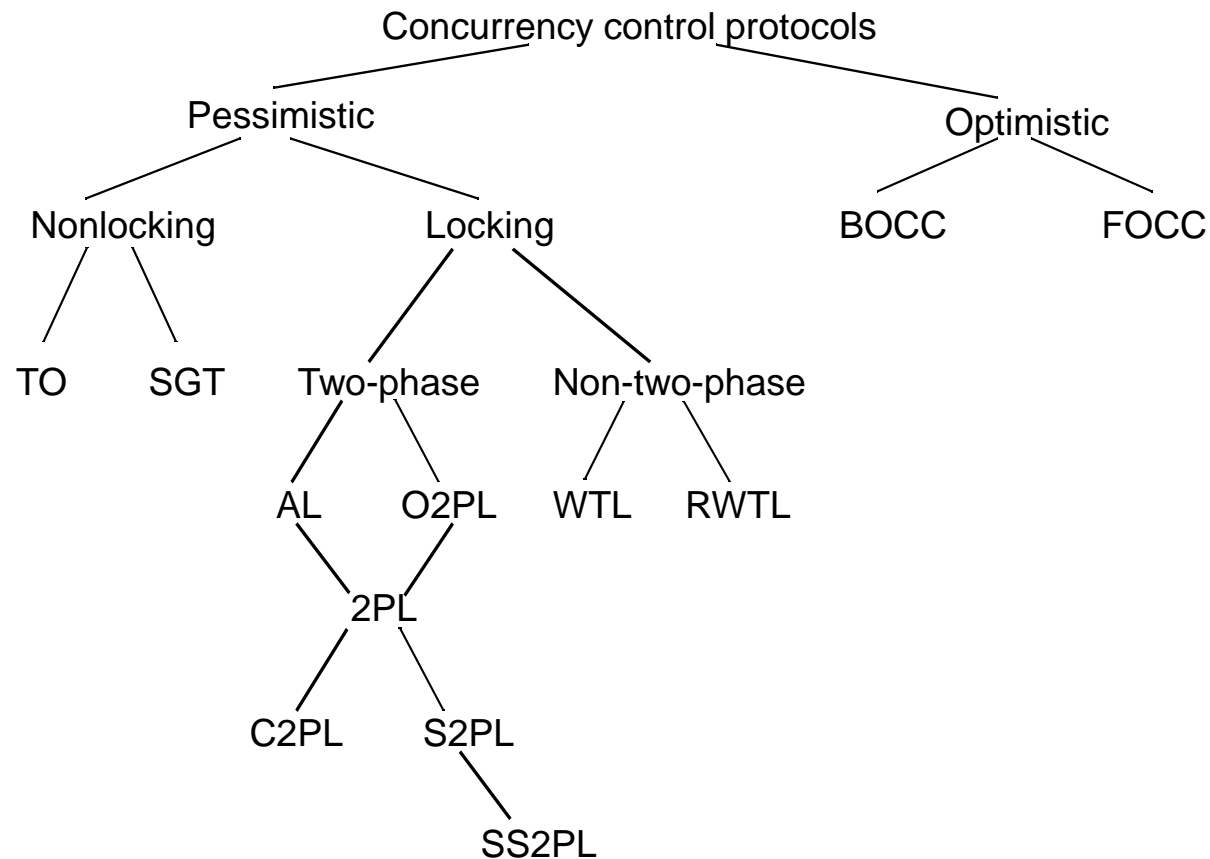 Concurrency control protocols
Pessimistic
Optimistic
Nonlocking
Locking
BOCC
FOCC
TO
SGT
Two-phase
Non-two-phase
AL
O2PL
WTL
RWTL
2PL
C2PL
S2PL
SS2PL